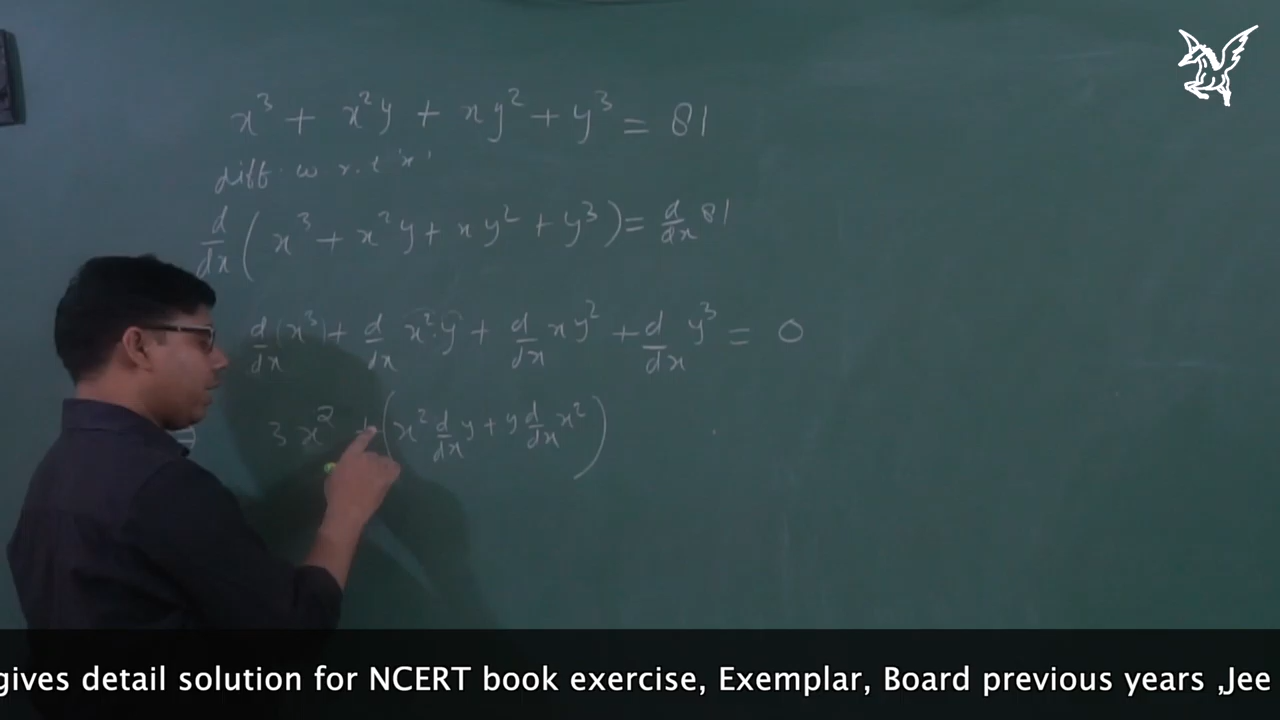 x³ + x²y + xy² + y³ = 81
diff. w.r.t 'x'
d/dx (x³ + x²y + xy² + y³) = d/dx 81
d/dx (x³) + d/dx x²·y + d/dx xy² + d/dx y³ = 0
⇒ 3x² + (x² d/dx y + y d/dx x²)
gives detail solution for NCERT book exercise, Exemplar, Board previous years ,Jee